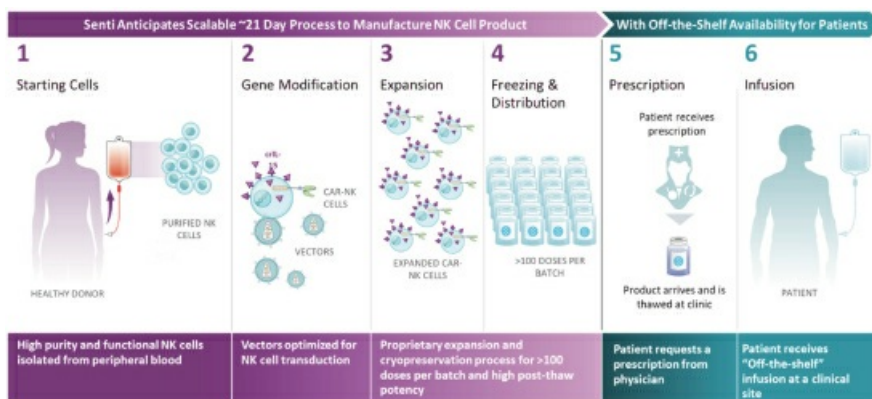 Senti Anticipates Scalable ~21 Day Process to Manufacture NK Cell Product
With Off-the-Shelf Availability for Patients
1
Starting Cells
PURIFIED NK
CELLS
HEALTHY DONOR
High purity and functional NK cells
isolated from peripheral blood
2
Gene Modification
CAR-NK
CELLS
VECTORS
Vectors optimized for
NK cell transduction
3
Expansion
EXPANDED CAR-
NK CELLS
4
Freezing &
Distribution
>100 DOSES PER
BATCH
Proprietary expansion and
cryopreservation process for >100
doses per batch and high post-thaw
potency
5
Prescription
Patient receives
prescription
Product arrives and is
thawed at clinic
Patient requests a
prescription from
physician
6
Infusion
PATIENT
Patient receives
"Off-the-shelf"
infusion at a clinical
site